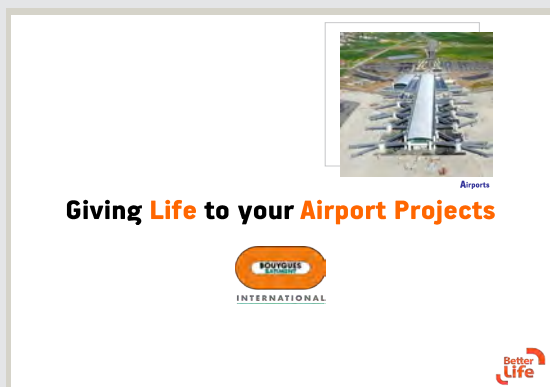 Airports
Giving Life to your Airport Projects
BOUYGUES
BATIMENT
INTERNATIONAL
Better
Life